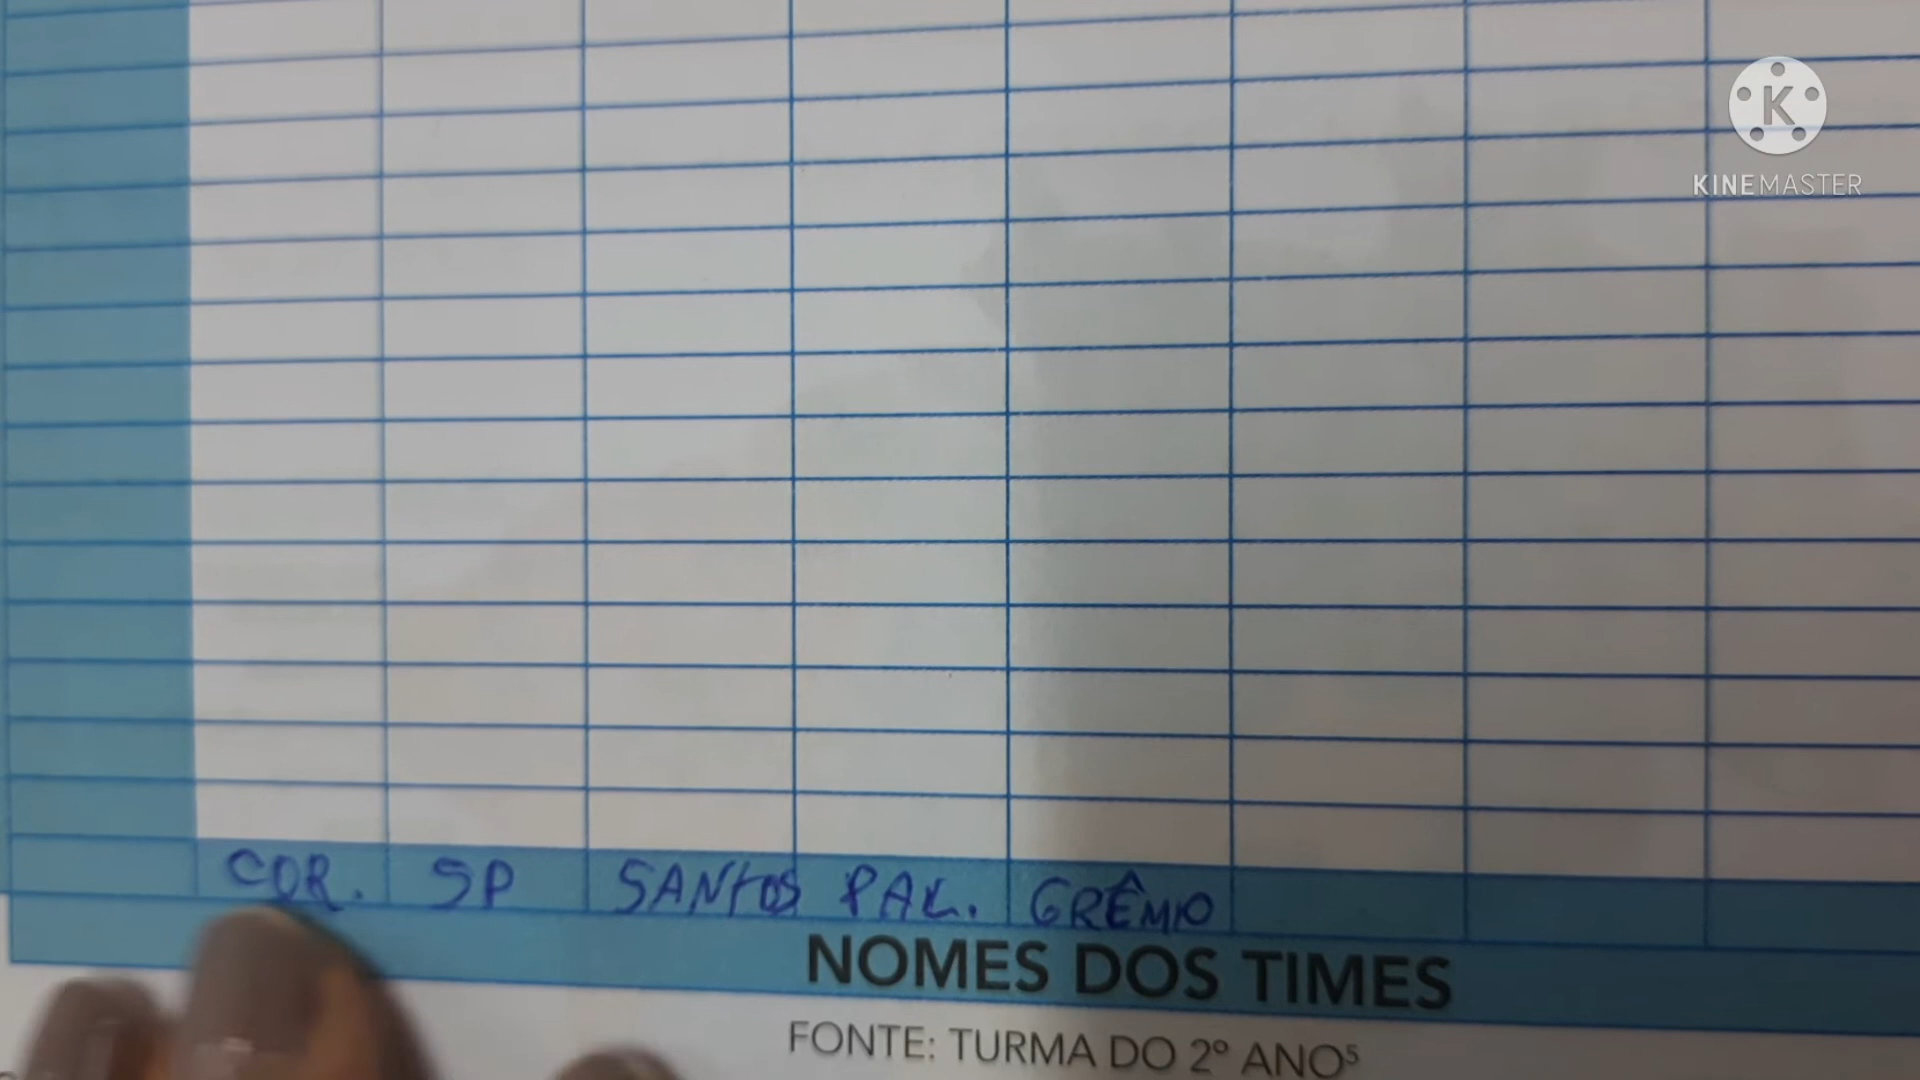 K
KINEMASTER
COR. SP SANTOS PAL. GRÊMIO
NOMES DOS TIMES
FONTE: TURMA DO 2º ANO⁵